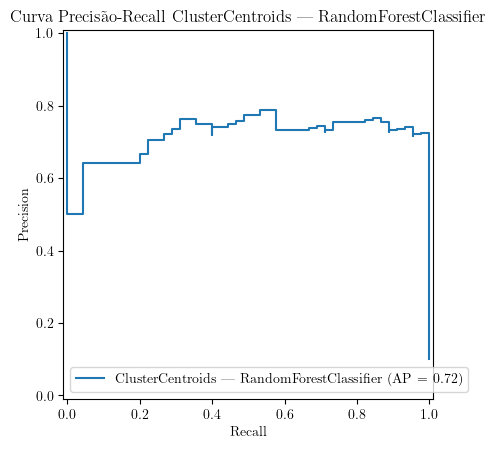 Curva Precisão-Recall ClusterCentroids — RandomForestClassifier
1.0
0.8
0.6
0.4
0.2
0.0
Precision
ClusterCentroids — RandomForestClassifier (AP = 0.72)
0.0 0.2 0.4 0.6 0.8 1.0
Recall